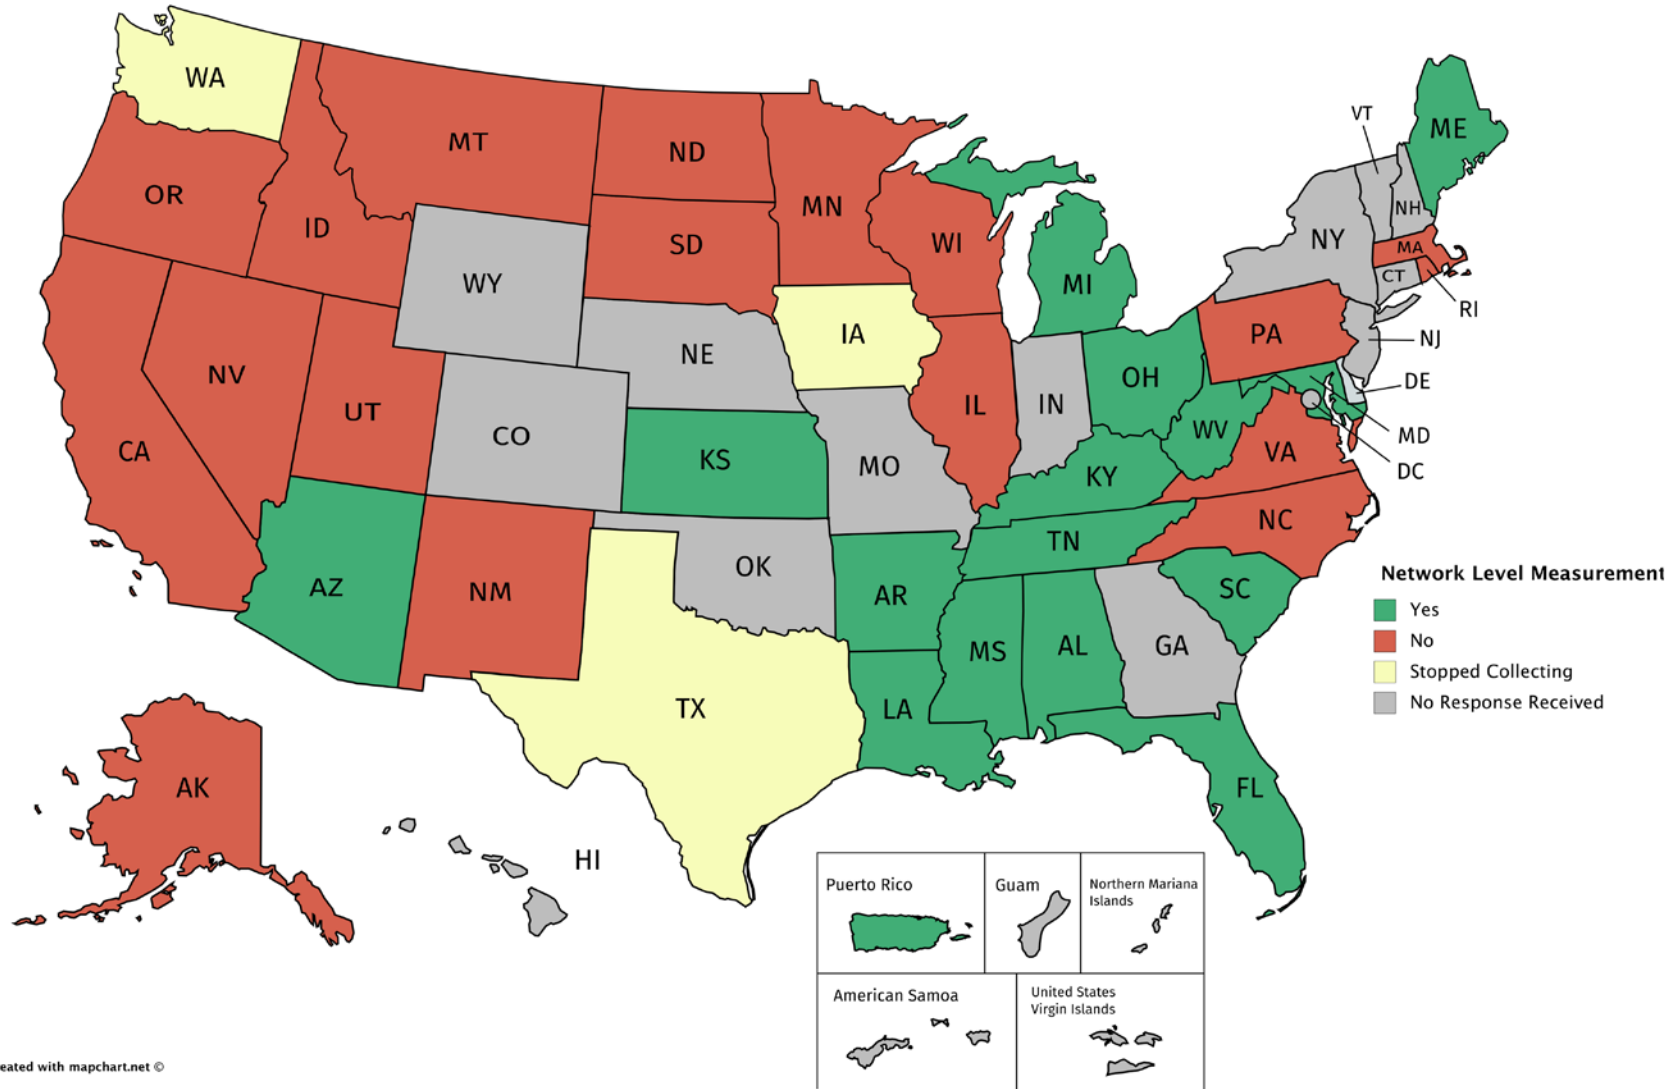 WA
MT
ND
MN
OR
ID
SD
WI
WY
MI
VT
ME
NH
NY
MA
CT
RI
IA
PA
NJ
NE
NV
UT
CO
CA
IL
IN
OH
DE
MD
DC
WV
VA
KS
MO
KY
NC
TN
OK
AZ
NM
AR
SC
MS
AL
GA
TX
LA
FL
AK
HI
Network Level Measurement
Yes
No
Stopped Collecting
No Response Received
Puerto Rico
Guam
Northern Mariana
Islands
American Samoa
United States
Virgin Islands
eated with mapchart.net ©